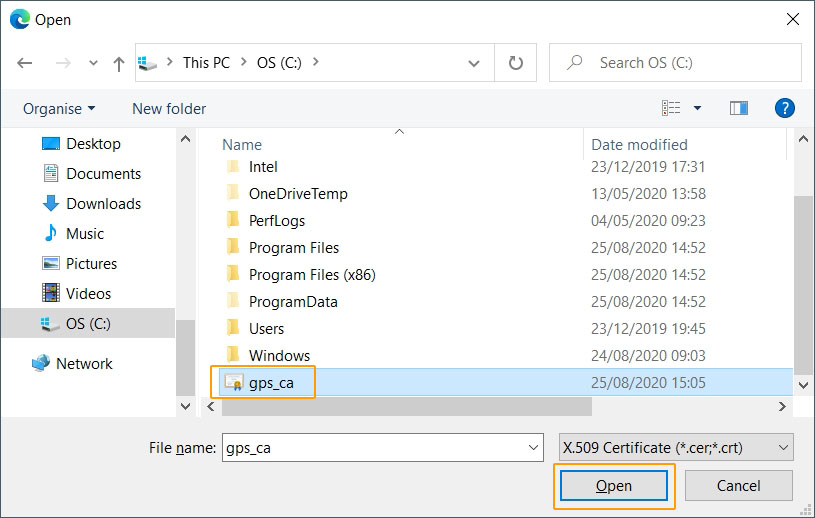 Open
This PC > OS (C:) >
Search OS (C:)
Organise
New folder
Name Date modified
Desktop
Documents
Downloads
Music
Pictures
Videos
OS (C:)
Network
Intel 23/12/2019 17:31
OneDriveTemp 13/05/2020 13:58
PerfLogs 04/05/2020 09:23
Program Files 25/08/2020 14:52
Program Files (x86) 25/08/2020 14:52
ProgramData 25/08/2020 14:52
Users 23/12/2019 19:45
Windows 24/08/2020 09:03
gps_ca 25/08/2020 15:05
File name: gps_ca X.509 Certificate (*.cer;*.crt)
Open Cancel